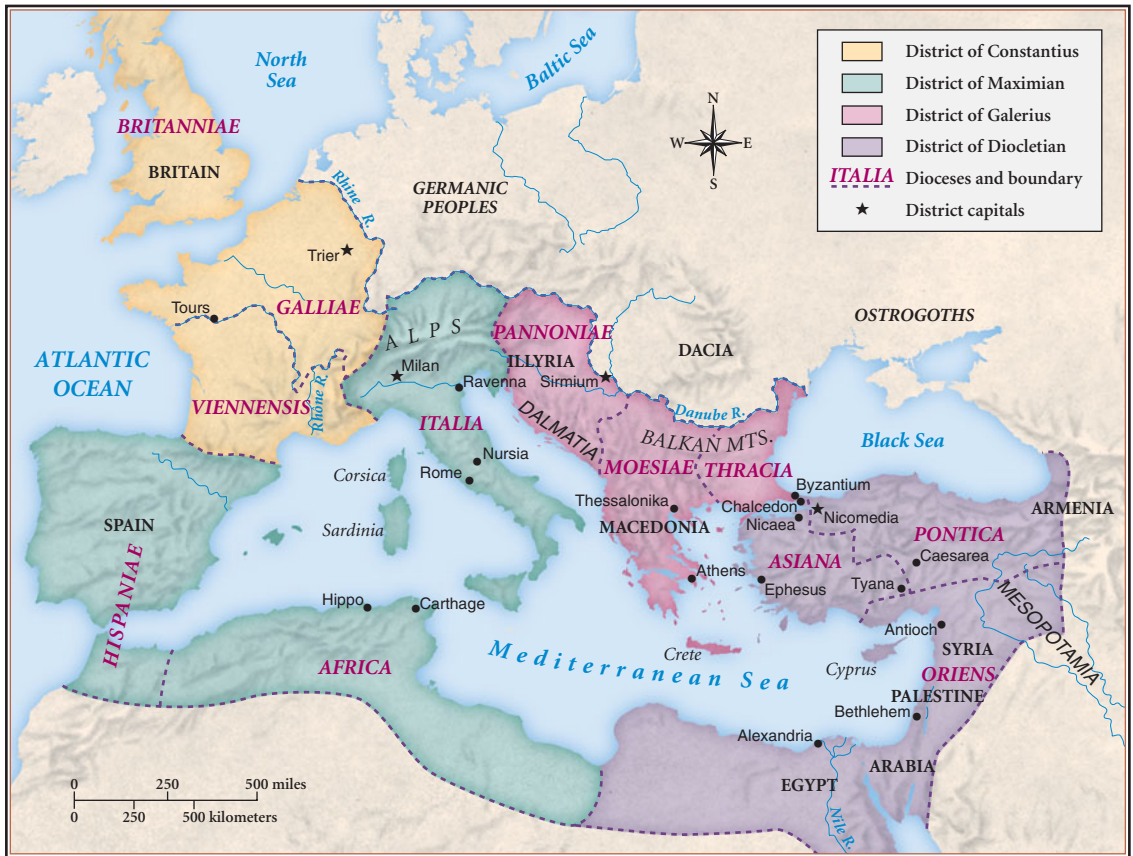 North
Sea
Baltic Sea
District of Constantius
District of Maximian
District of Galerius
District of Diocletian
ITALIA Dioceses and boundary
District capitals
N
W E
S
BRITANNIAE
BRITAIN
Rhine R.
GERMANIC
PEOPLES
Trier
Tours
GALLIAE
ATLANTIC
OCEAN
VIENNENSIS
Rhône R.
ALPS
Milan
Ravenna
ITALIA
PANNONIAE
ILLYRIA
Sirmium
DACIA
OSTROGOTHS
Danube R.
DALMATIA
BALKAN MTS.
MOESIAE
THRACIA
Black Sea
Corsica
Nursia
Rome
Sardinia
Thessalonika
MACEDONIA
Byzantium
Chalcedon
Nicaea
Nicomedia
ARMENIA
PONTICA
Caesarea
ASIANA
Athens
Ephesus
Tyana
MESOPOTAMIA
SPAIN
HISPANIAE
Hippo
Carthage
AFRICA
Mediterranean Sea
Crete
Cyprus
Antioch
SYRIA
ORIENS
PALESTINE
Bethlehem
Alexandria
ARABIA
EGYPT
Nile R.
0 250 500 miles
0 250 500 kilometers